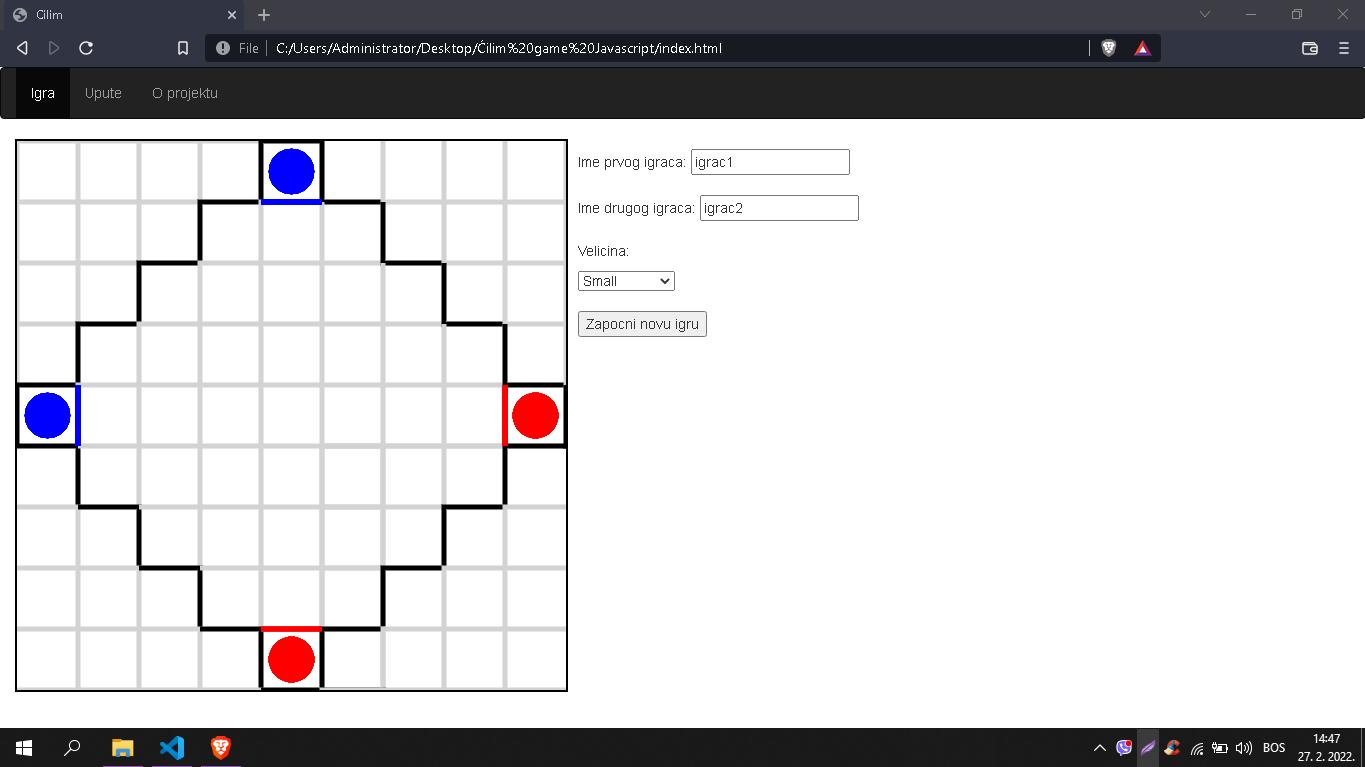 Cilim
File C:/Users/Administrator/Desktop/Ćilim%20game%20Javascript/index.html
Igra Upute O projektu
Ime prvog igraca: igrac1
Ime drugog igraca: igrac2
Velicina:
Small
Zapocni novu igru
BOS
14:47
27. 2. 2022.